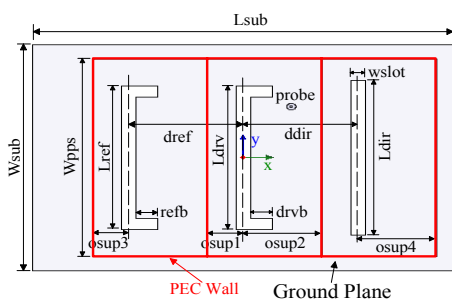 Lsub
wslot
probe
dref
ddir
Wsub
Wpps
Lref
Ldrv
Ldir
y
x
refb
drvb
osup3
osup1
osup2
osup4
PEC Wall
Ground Plane